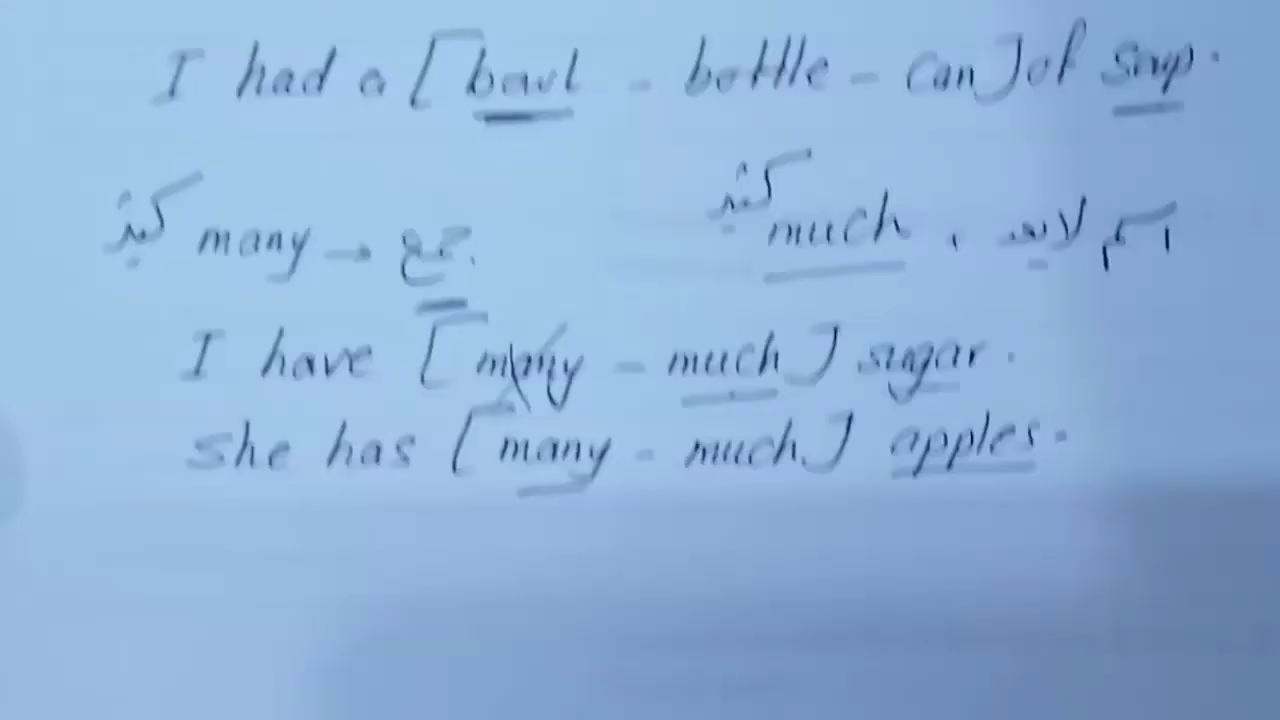 I had a [bowl - bottle - can] of soup.
كثير many → جمع. كثير much , اسم لا يعد
I have [many - much] sugar.
she has [many - much] apples.